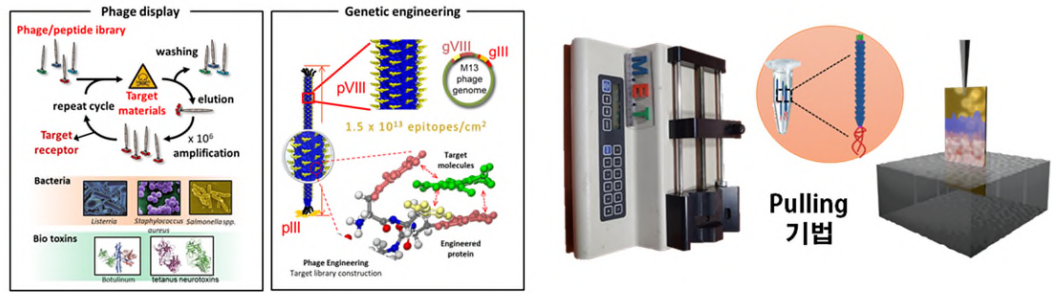 Phage display
Phage/peptide library
washing
Target
materials
elution
repeat cycle
Target
receptor
x 10⁶
amplification
Bacteria
Listerria
Staphylococcus
aureus
Salmonella spp.
Bio toxins
Botulinum
tetanus neurotoxins
Genetic engineering
gVIII
gIII
pVIII
M13
phage
genome
1.5 x 10¹³ epitopes/cm²
Target
molecules
pIII
Engineered
protein
Phage Engineering
Target library construction
Pulling
기법